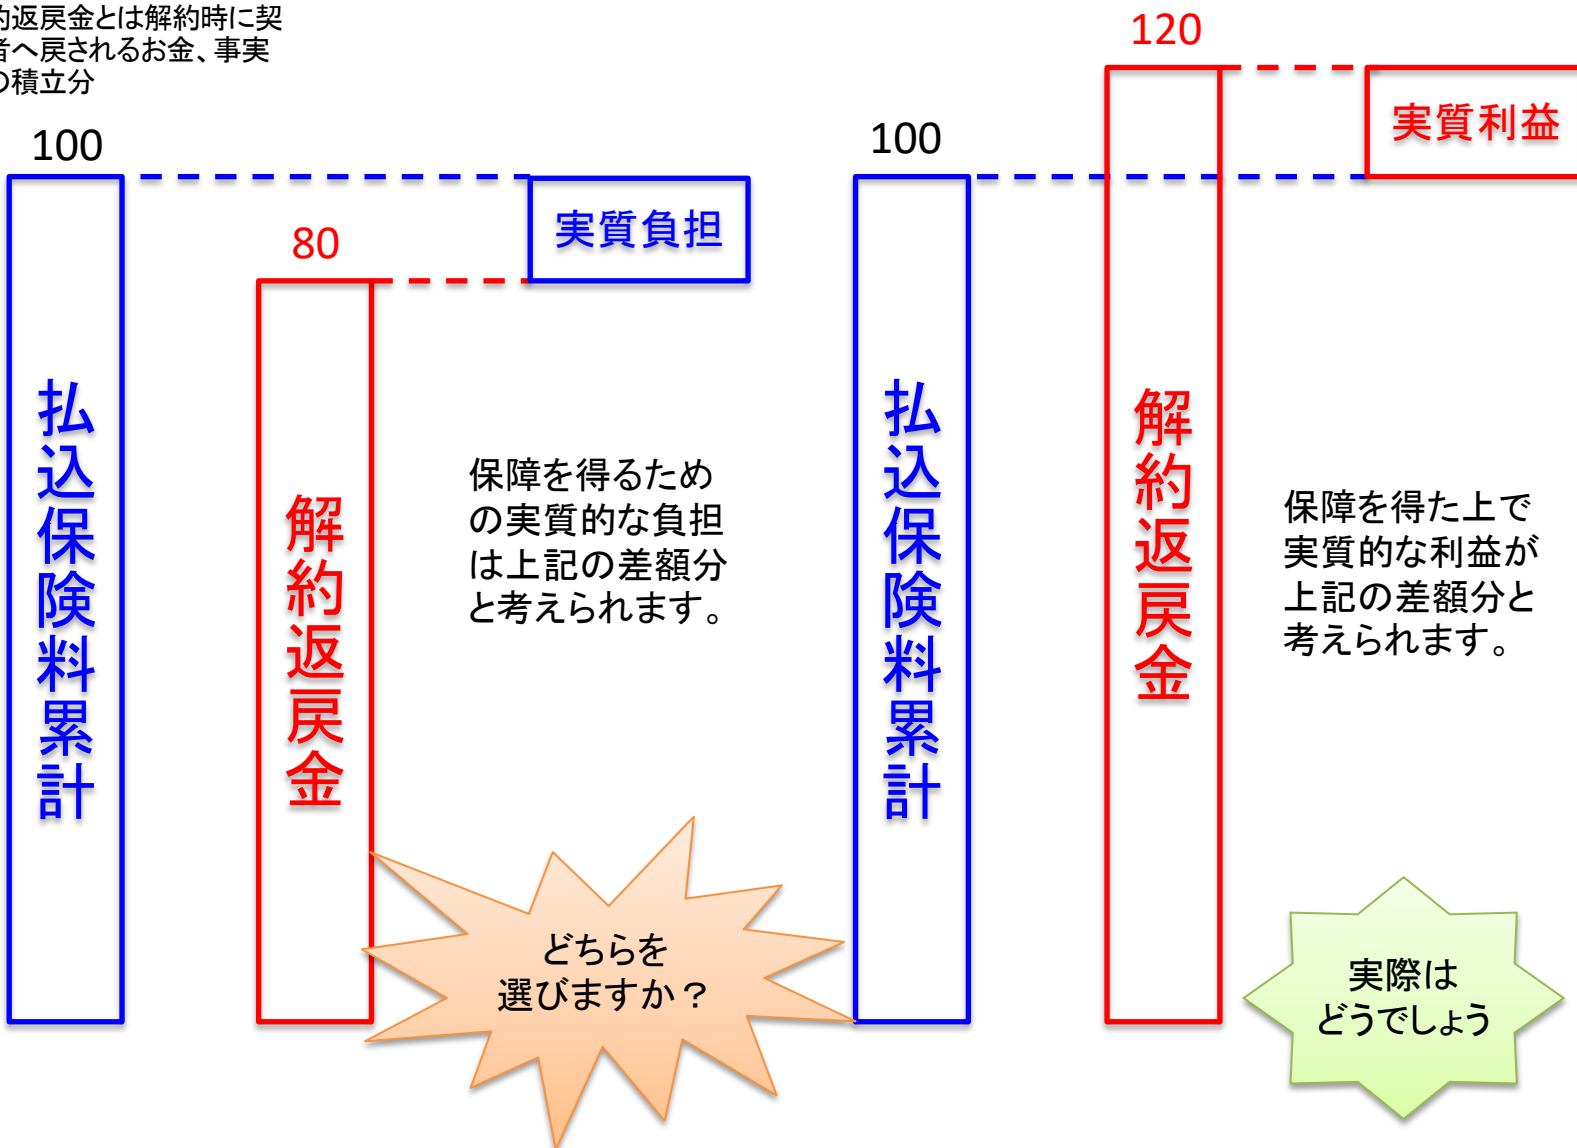 約返戻金とは解約時に契
者へ戻されるお金、事実
の積立分
100
80
実質負担
払込保険料累計
解約返戻金
保障を得るため
の実質的な負担
は上記の差額分
と考えられます。
どちらを
選びますか？
100
120
実質利益
払込保険料累計
解約返戻金
保障を得た上で
実質的な利益が
上記の差額分と
考えられます。
実際は
どうでしょう